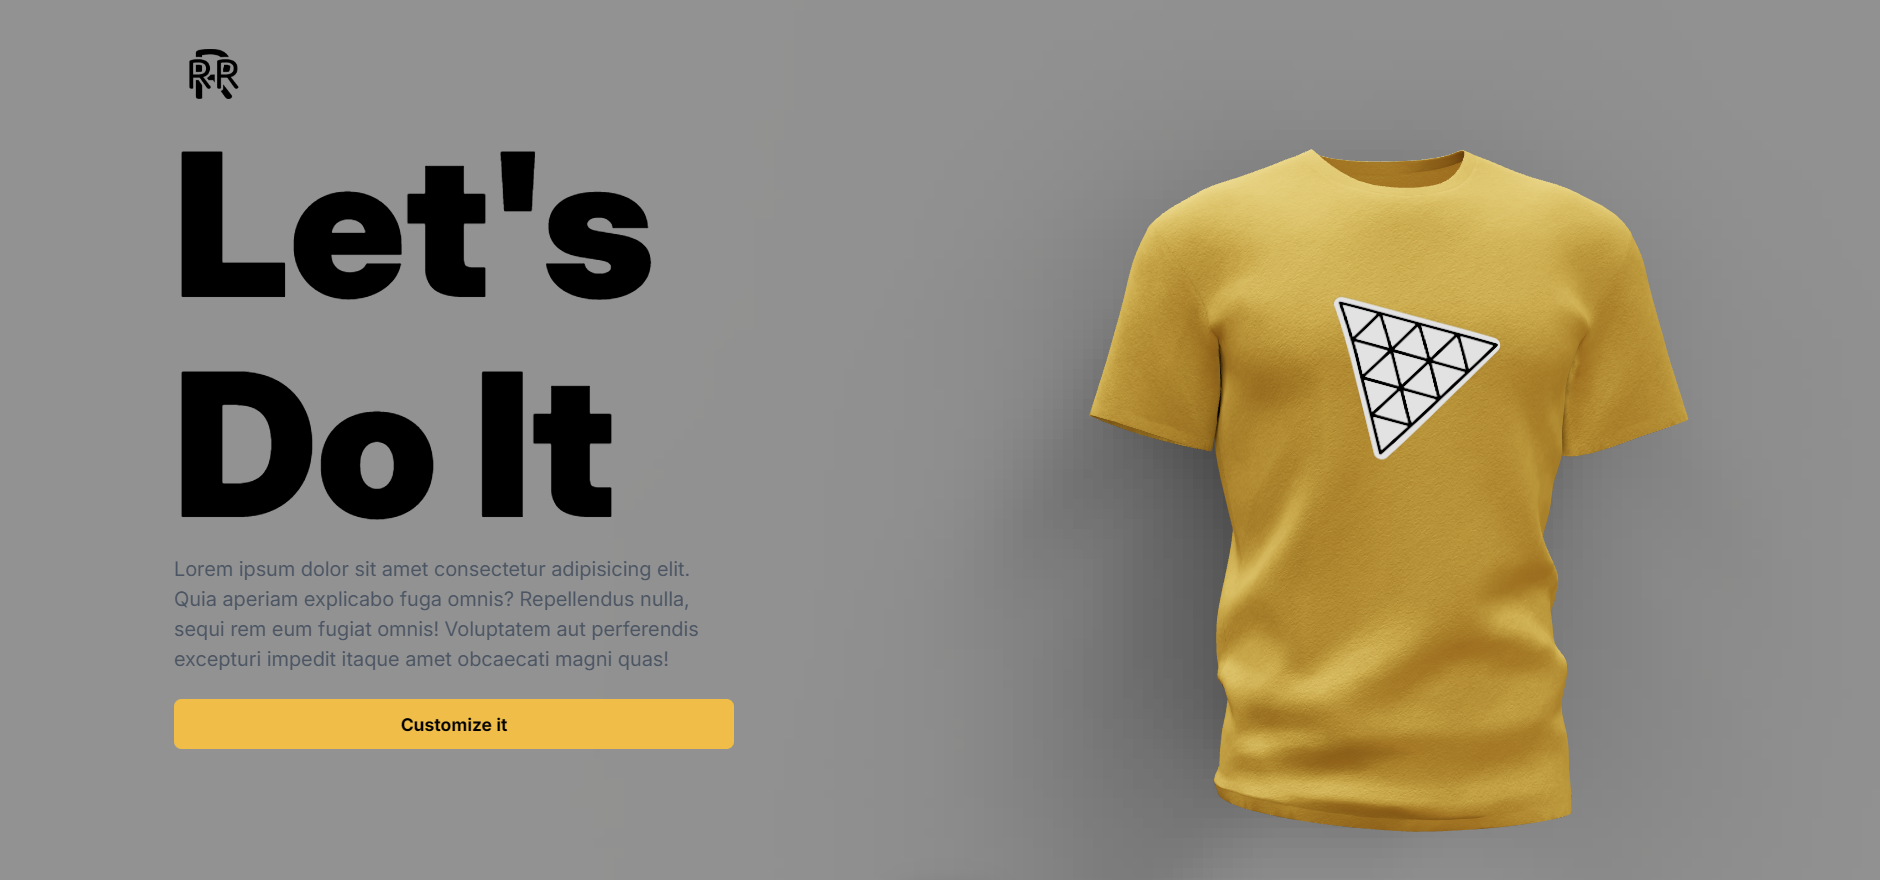 RR
Let's
Do It
Lorem ipsum dolor sit amet consectetur adipisicing elit.
Quia aperiam explicabo fuga omnis? Repellendus nulla,
sequi rem eum fugiat omnis! Voluptatem aut perferendis
excepturi impedit itaque amet obcaecati magni quas!
Customize it